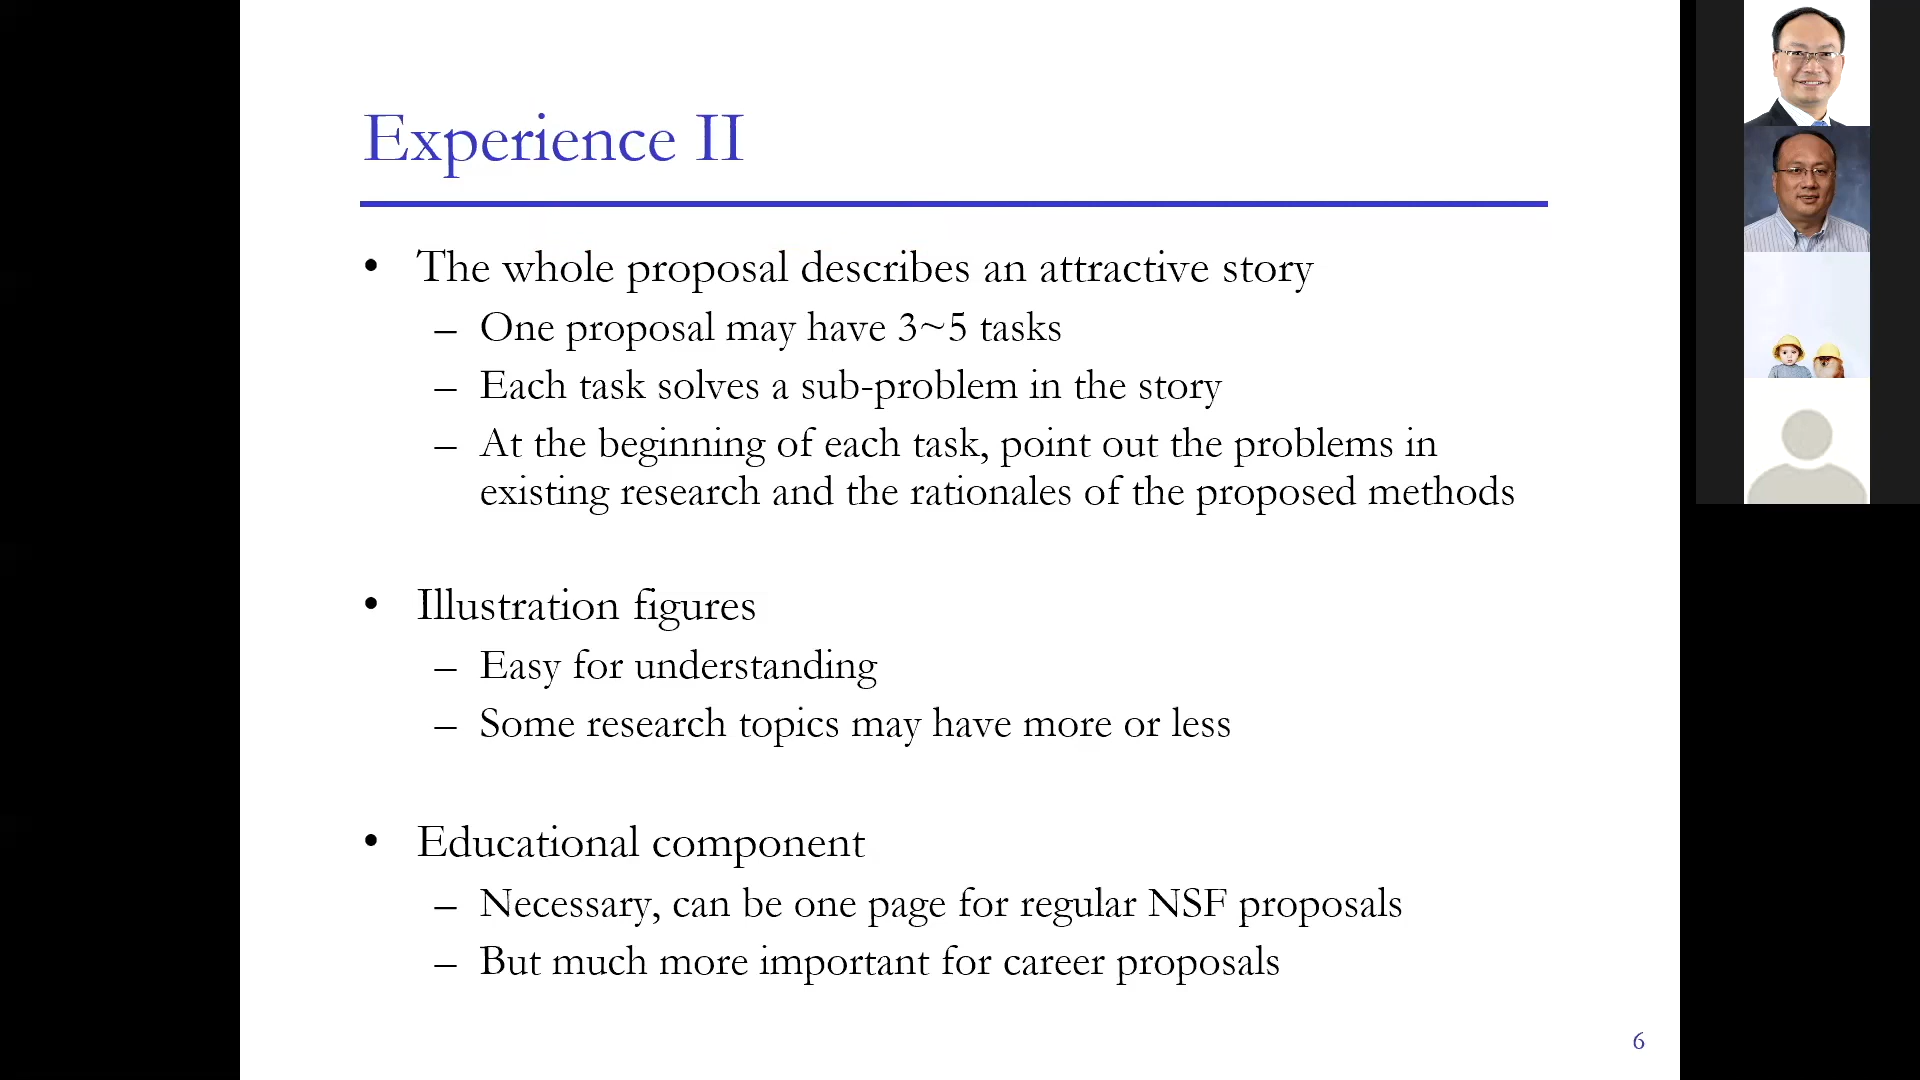 Experience II
• The whole proposal describes an attractive story
– One proposal may have 3~5 tasks
– Each task solves a sub-problem in the story
– At the beginning of each task, point out the problems in
existing research and the rationales of the proposed methods
• Illustration figures
– Easy for understanding
– Some research topics may have more or less
• Educational component
– Necessary, can be one page for regular NSF proposals
– But much more important for career proposals
6